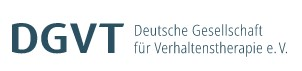 DGVT Deutsche Gesellschaft
für Verhaltenstherapie e. V.